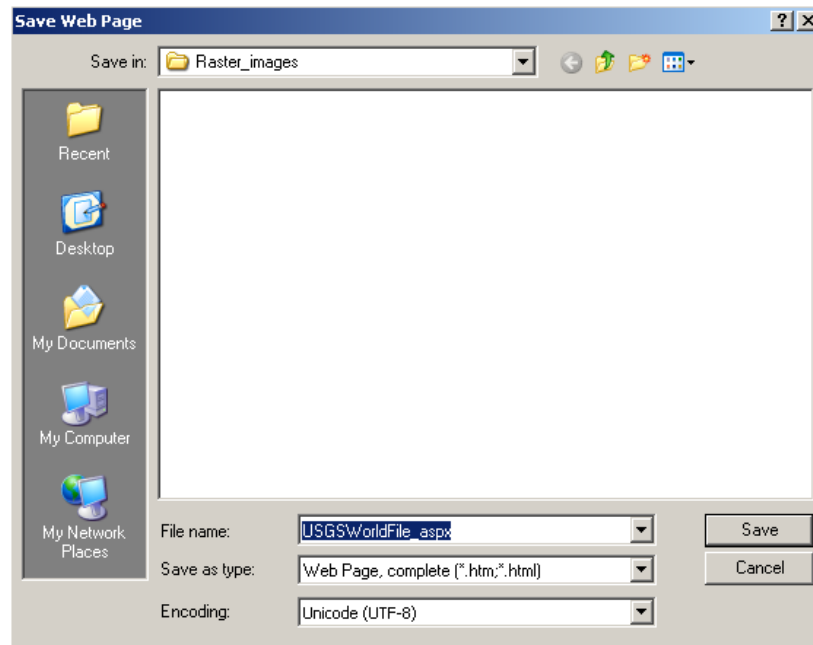 Save Web Page
Save in:
Raster_images
Recent
Desktop
My Documents
My Computer
My Network
Places
File name:
USGSWorldFile_aspx
Save
Save as type:
Web Page, complete (*.htm;*.html)
Cancel
Encoding:
Unicode (UTF-8)